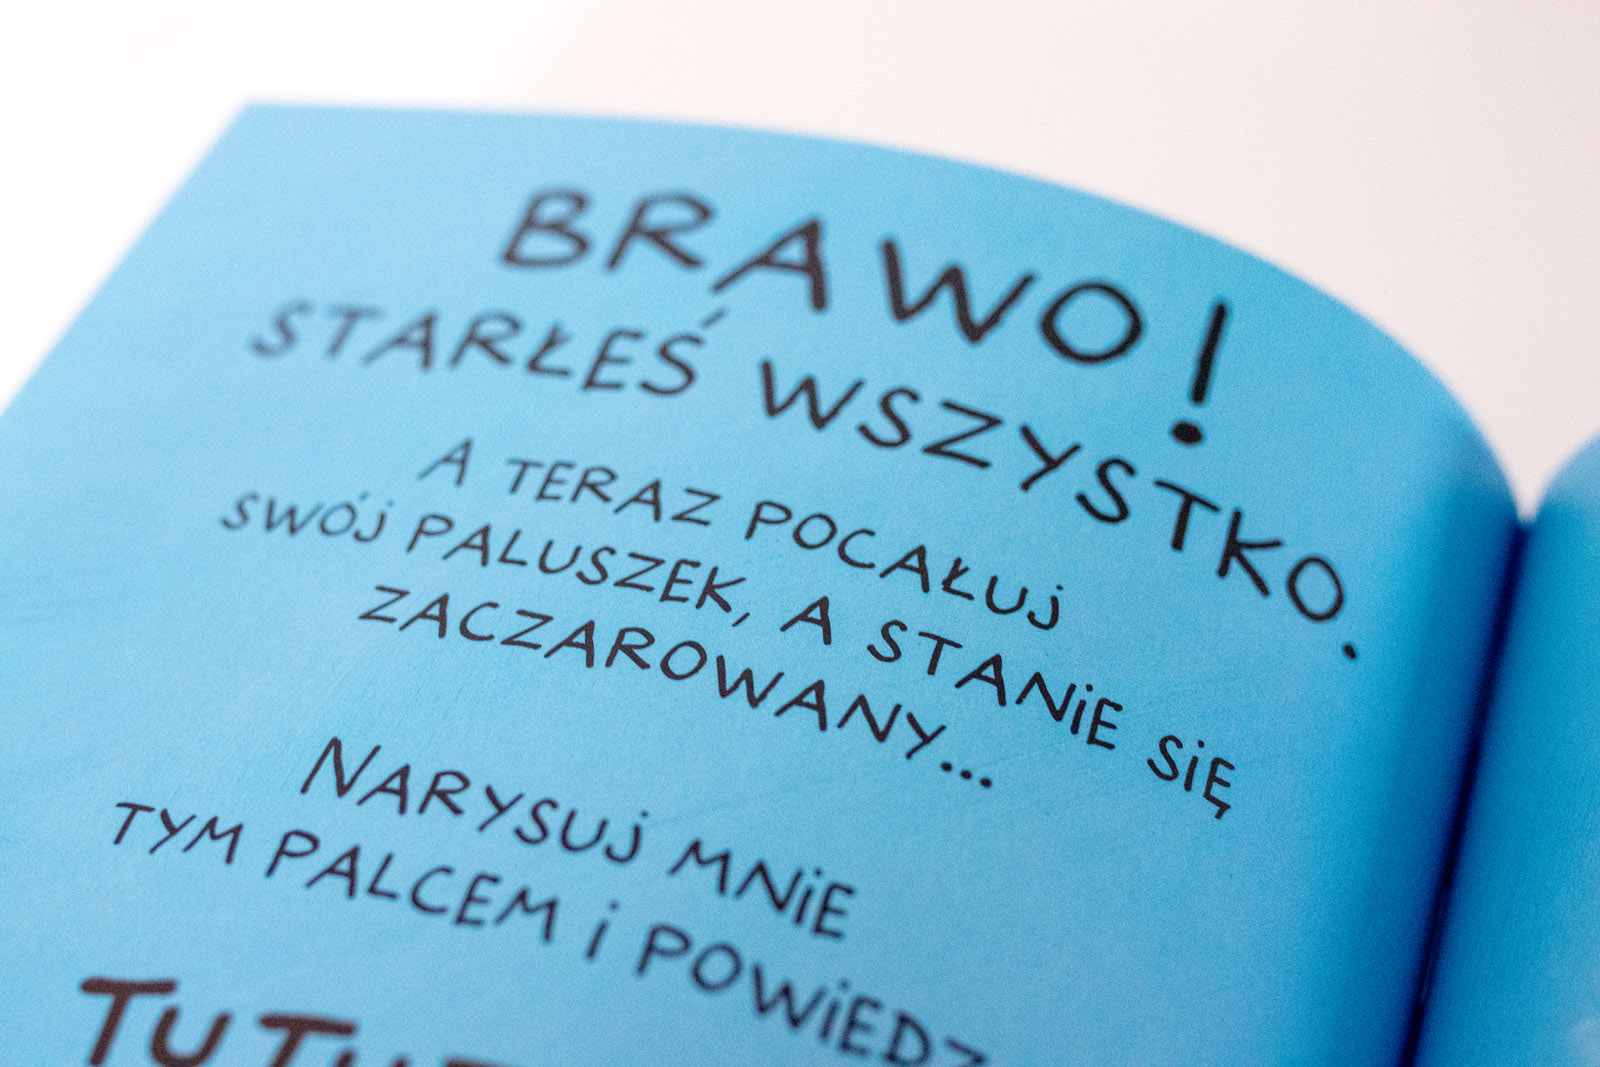 BRAWO!
STARŁEŚ WSZYSTKO.
A TERAZ POCAŁUJ
SWÓJ PALUSZEK, A STANIE SIĘ
ZACZAROWANY...
NARYSUJ MNIE
TYM PALCEM I POWIEDZ